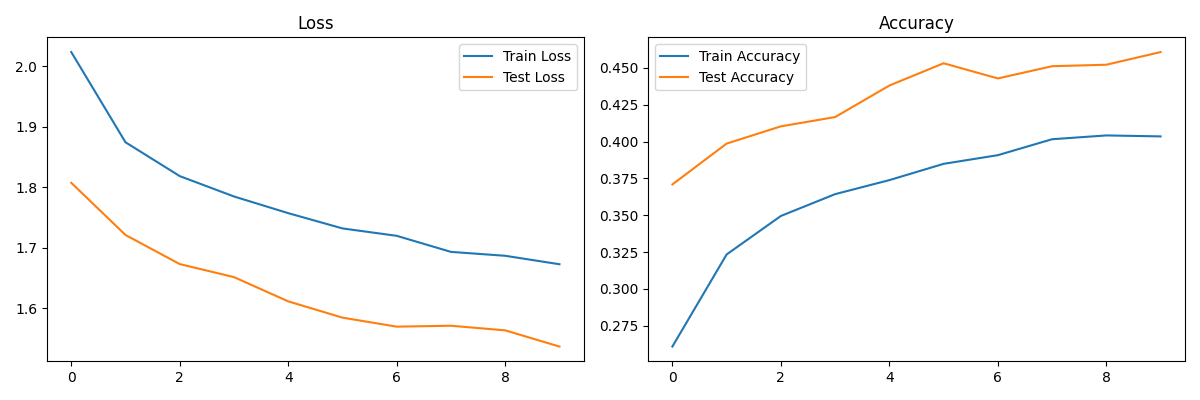 Loss
2.0
1.9
1.8
1.7
1.6
0 2 4 6 8
Train Loss
Test Loss
Accuracy
0.450
0.425
0.400
0.375
0.350
0.325
0.300
0.275
0 2 4 6 8
Train Accuracy
Test Accuracy